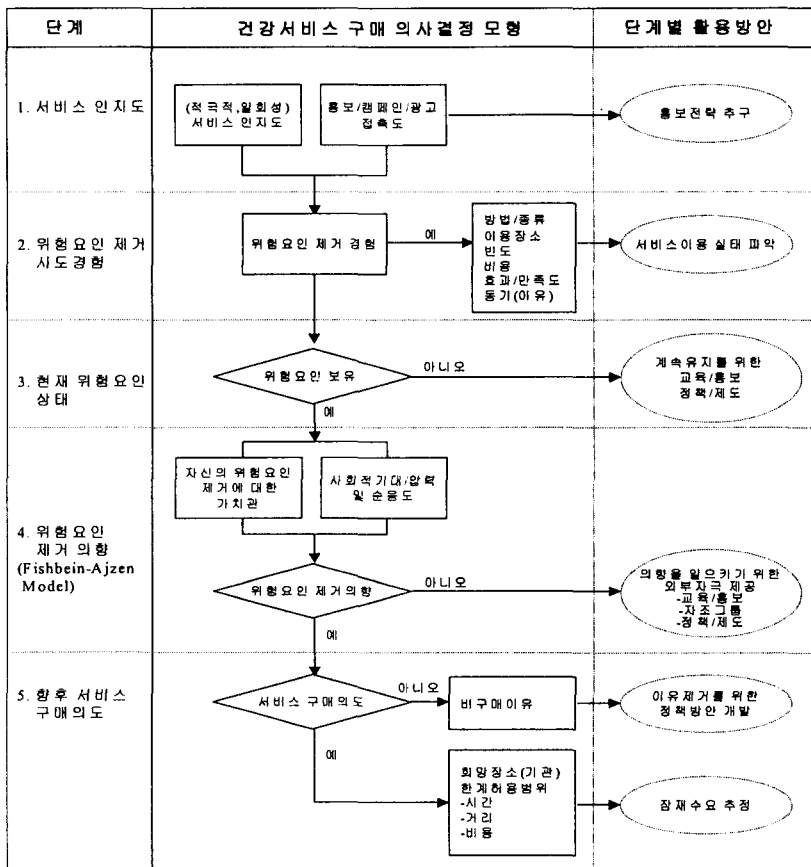 단계
건강서비스 구매 의사결정 모형
단계별 활용방안
1. 서비스 인지도
(적극적,일회성)
서비스 인지도
홍보/캠페인/광고
접촉도
홍보전략 추구
2. 위험요인 제거
시도경험
위험요인 제거 경험
예
방법/종류
이용장소
빈도
비용
효과/만족도
동기(이유)
서비스이용 실태 파악
3. 현재 위험요인
상태
위험요인 보유
아니오
예
계속유지를 위한
교육/홍보
정책/제도
4. 위험요인
제거 의향
(Fishbein-Ajzen
Model)
자신의 위험요인
제거에 대한
가치관
사회적기대/압력
및 순응도
위험요인 제거의향
아니오
예
의향을 일으키기 위한
외부자극 제공
-교육/홍보
-자조그룹
-정책/제도
5. 향후 서비스
구매의도
서비스 구매의도
아니오
예
비구매이유
이유제거를 위한
정책방안 개발
희망장소(기관)
한계허용범위
-시간
-거리
-비용
잠재수요 추정